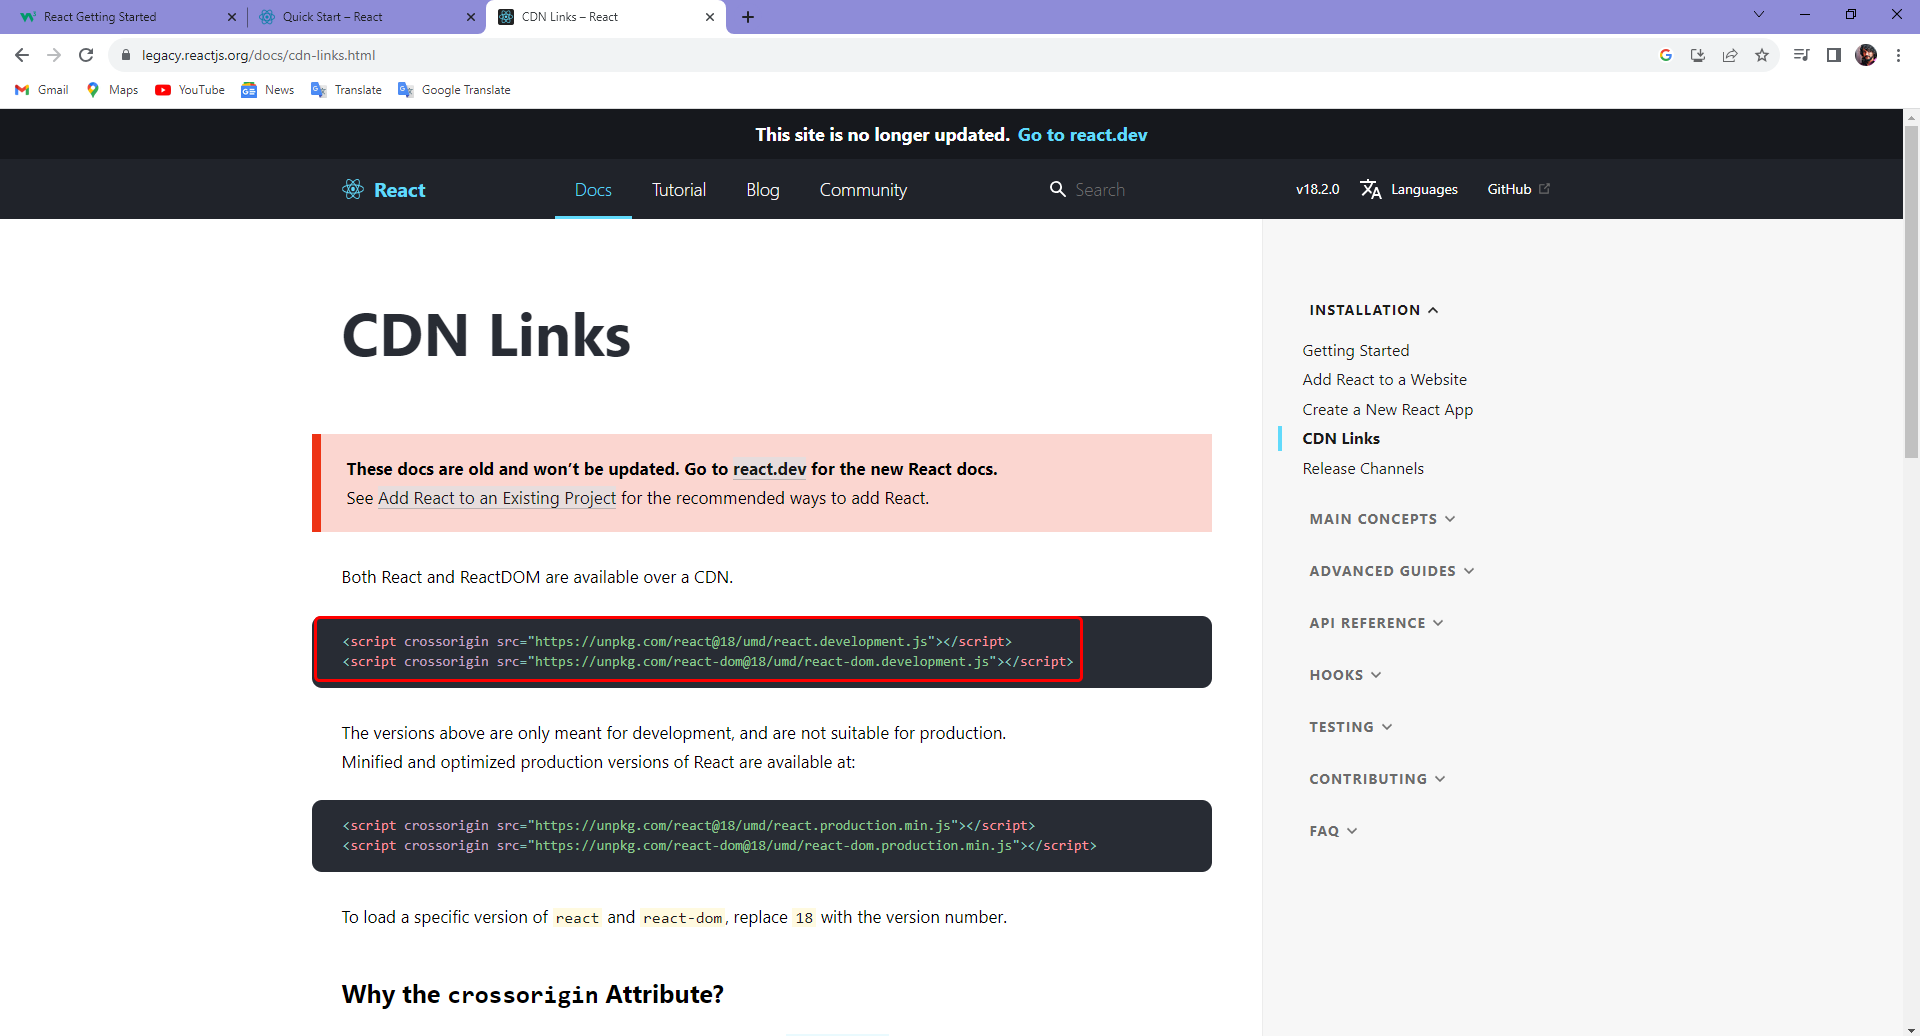 React Getting Started
Quick Start – React
CDN Links – React
legacy.reactjs.org/docs/cdn-links.html
Gmail
Maps
YouTube
News
Translate
Google Translate
This site is no longer updated. Go to react.dev
React
Docs
Tutorial
Blog
Community
Search
v18.2.0
Languages
GitHub
CDN Links
These docs are old and won’t be updated. Go to react.dev for the new React docs.
See Add React to an Existing Project for the recommended ways to add React.
Both React and ReactDOM are available over a CDN.
<script crossorigin src="https://unpkg.com/react@18/umd/react.development.js"></script>
<script crossorigin src="https://unpkg.com/react-dom@18/umd/react-dom.development.js"></script>
The versions above are only meant for development, and are not suitable for production.
Minified and optimized production versions of React are available at:
<script crossorigin src="https://unpkg.com/react@18/umd/react.production.min.js"></script>
<script crossorigin src="https://unpkg.com/react-dom@18/umd/react-dom.production.min.js"></script>
To load a specific version of react and react-dom, replace 18 with the version number.
Why the crossorigin Attribute?
INSTALLATION
Getting Started
Add React to a Website
Create a New React App
CDN Links
Release Channels
MAIN CONCEPTS
ADVANCED GUIDES
API REFERENCE
HOOKS
TESTING
CONTRIBUTING
FAQ